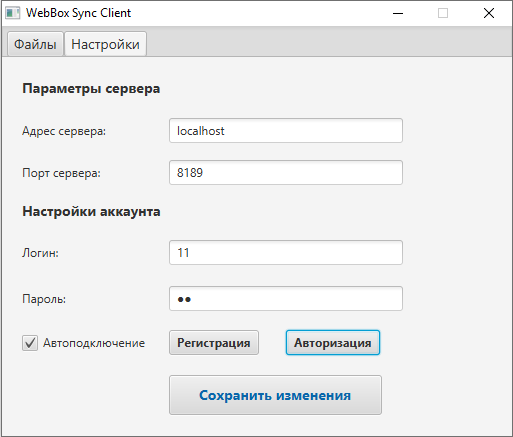 WebBox Sync Client
Файлы Настройки
Параметры сервера
Адрес сервера: localhost
Порт сервера: 8189
Настройки аккаунта
Логин: 11
Пароль: ●●
Автоподключение Регистрация Авторизация
Сохранить изменения